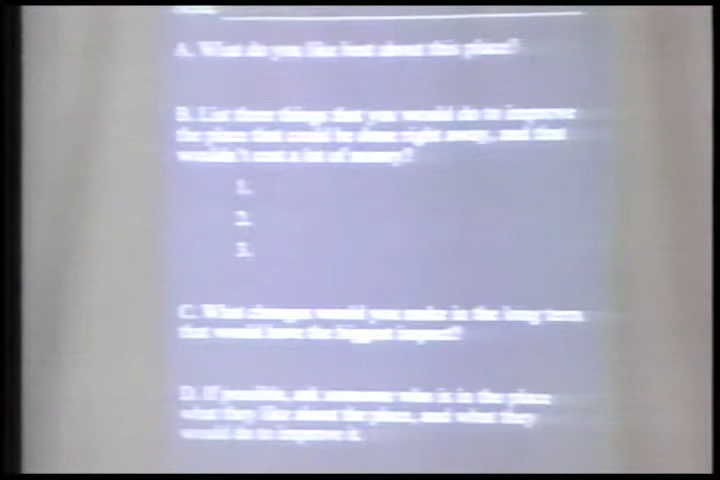 A. What do you like best about this place?
B. List three things that you would do to improve
the place that could be done right away, and that
wouldn't cost a lot of money?
1.
2.
3.
C. What changes would you make in the long term
that would have the biggest impact?
D. If possible, ask someone who is in the place
what they like about the place, and what they
would do to improve it.